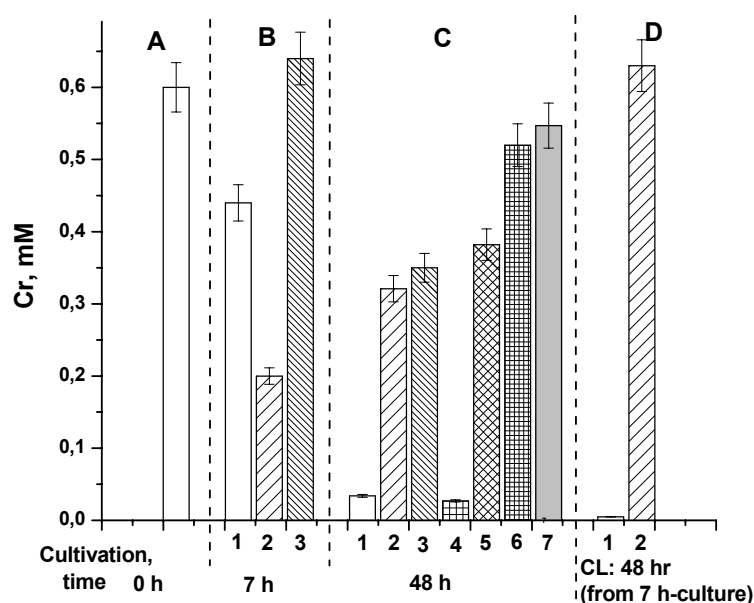 A B C D
0,6
0,5
0,4
0,3
0,2
0,1
0,0
Cr, mM
1 2 3 1 2 3 4 5 6 7 1 2
Cultivation, time
0 h 7 h 48 h
CL: 48 hr
(from 7 h-culture)